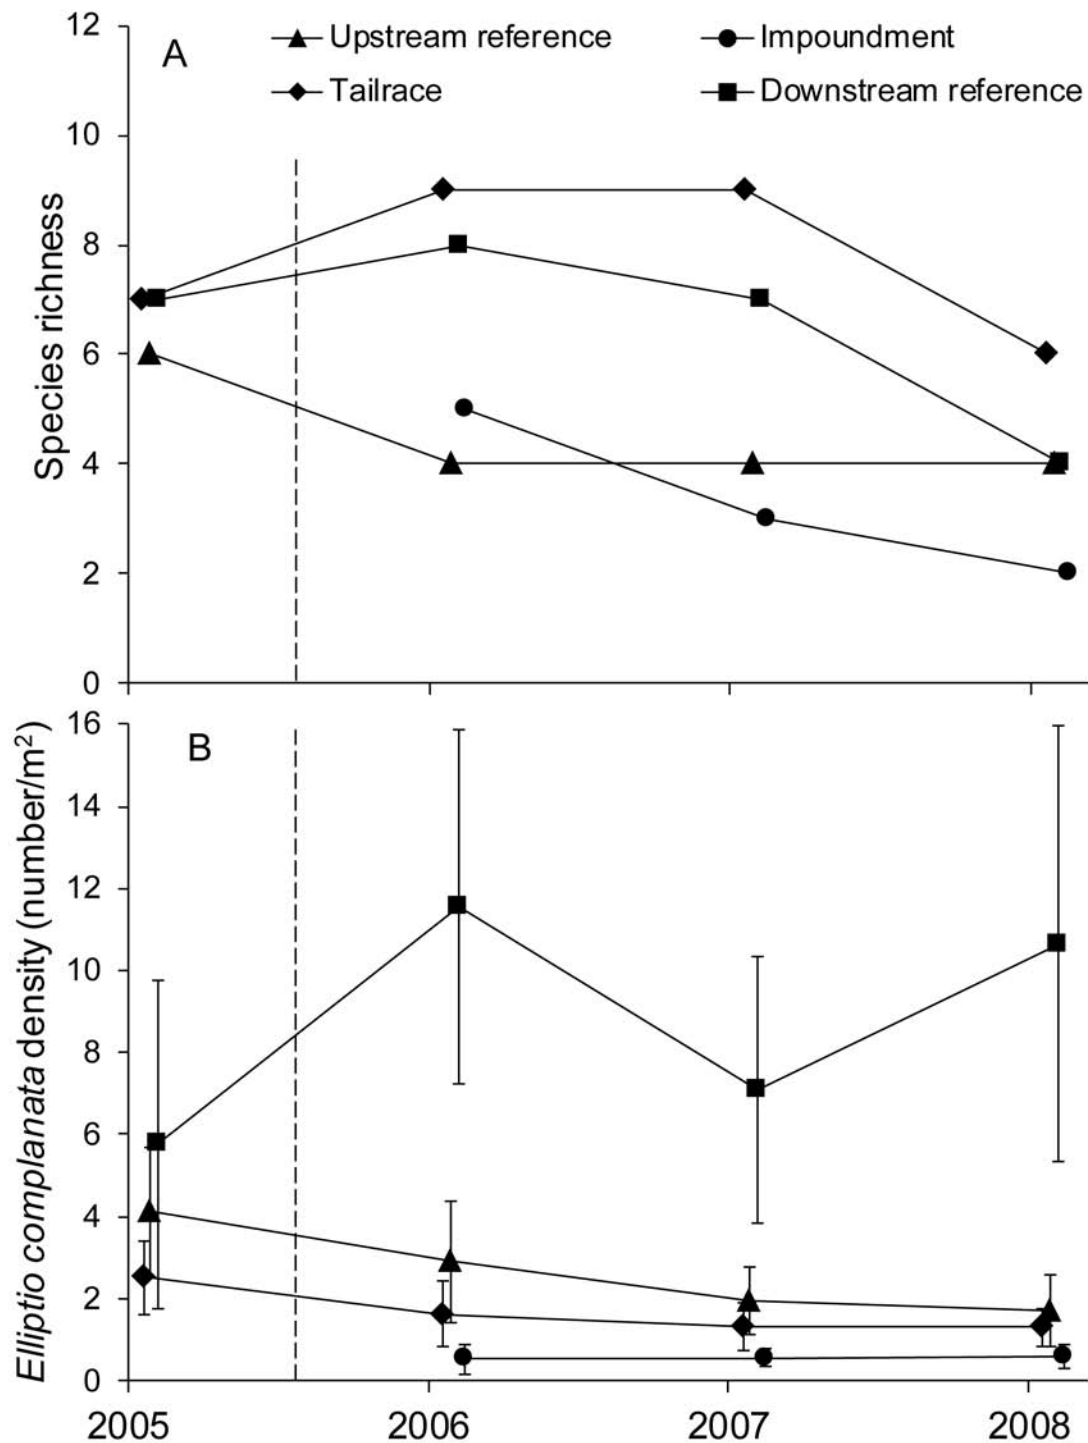 A
Upstream reference
Impoundment
Tailrace
Downstream reference
Species richness
12
10
8
6
4
2
0
B
Elliptio complanata density (number/m²)
16
14
12
10
8
6
4
2
0
2005
2006
2007
2008